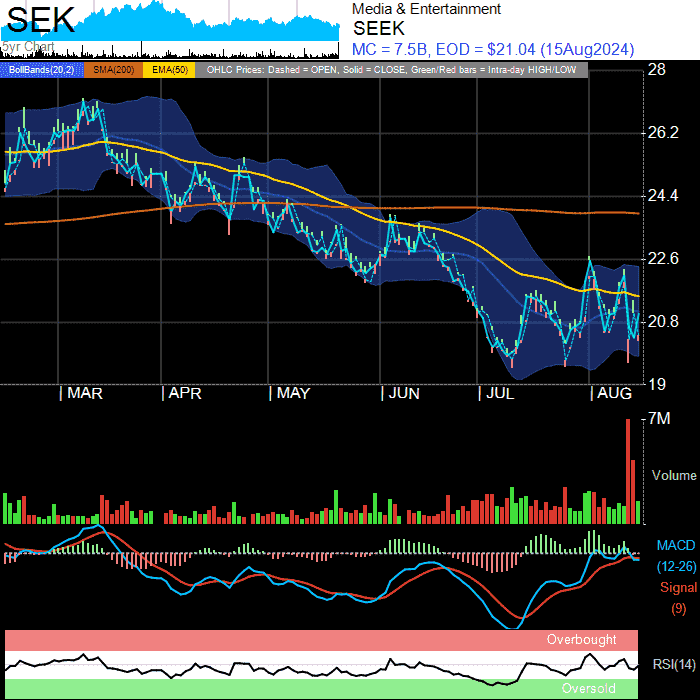 SEK
5yr Chart
Media & Entertainment
SEEK
MC = 7.5B, EOD = $21.04 (15Aug2024)
BollBands(20,2) SMA(200) EMA(50) OHLC Prices: Dashed = OPEN, Solid = CLOSE, Green/Red bars = Intra-day HIGH/LOW
28
26.2
24.4
22.6
20.8
19
MAR APR MAY JUN JUL AUG
7M
Volume
MACD
(12-26)
Signal
(9)
Overbought
RSI(14)
Oversold